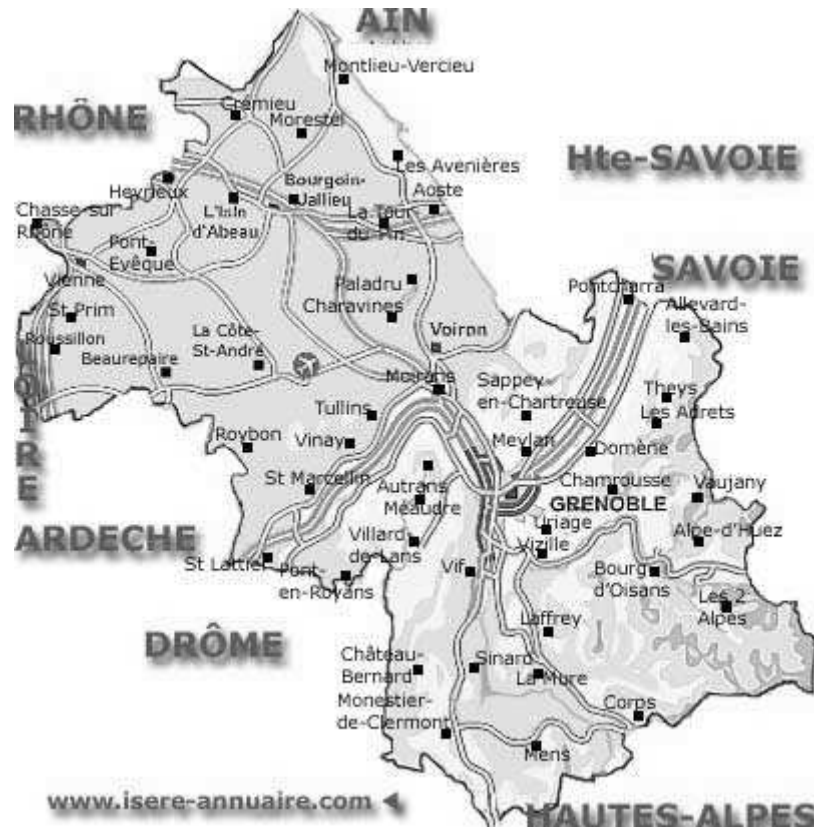 AIN
Montlieu-Vercieu
RHÔNE
Crémieu
Morestel
Les Avenières
Hte-SAVOIE
Heyrieux
Bourgoin-
Jallieu
Aoste
L'Isle
d'Abeau
La Tour
du Pin
Chasse-sur
Rhône
Pont-
Evêque
Vienne
SAVOIE
Paladru
Pontcharra
Charavines
Allevard-
les-Bains
St Prim
Roussillon
La Côte-
St-André
Voiron
Beaurepaire
LOIRE
Moirans
Sappey-
en-Chartreuse
Theys
Les Adrets
Tullins
Roybon
Vinay
Meylan
Domène
St Marcellin
Autrans
Méaudre
Chamrousse
Vaujany
GRENOBLE
ARDECHE
Villard-
de-Lans
Uriage
Vizille
Alpe-d'Huez
St Lattier
Pont-
en-Royans
Vif
Bourg
d'Oisans
Les 2
Alpes
DRÔME
Laffrey
Château-
Bernard
Sinard
La Mure
Monestier-
de-Clermont
Corps
Mens
www.isere-annuaire.com
HAUTES-ALPES